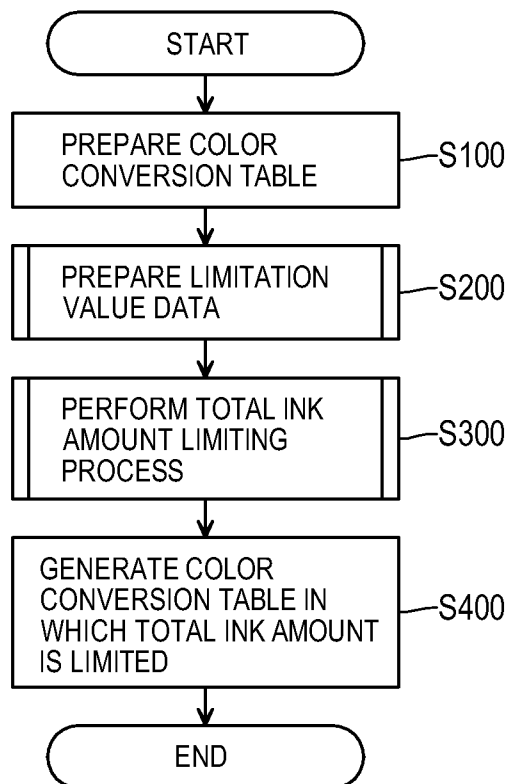 START
PREPARE COLOR
CONVERSION TABLE
S100
PREPARE LIMITATION
VALUE DATA
S200
PERFORM TOTAL INK
AMOUNT LIMITING
PROCESS
S300
GENERATE COLOR
CONVERSION TABLE IN
WHICH TOTAL INK AMOUNT
IS LIMITED
S400
END